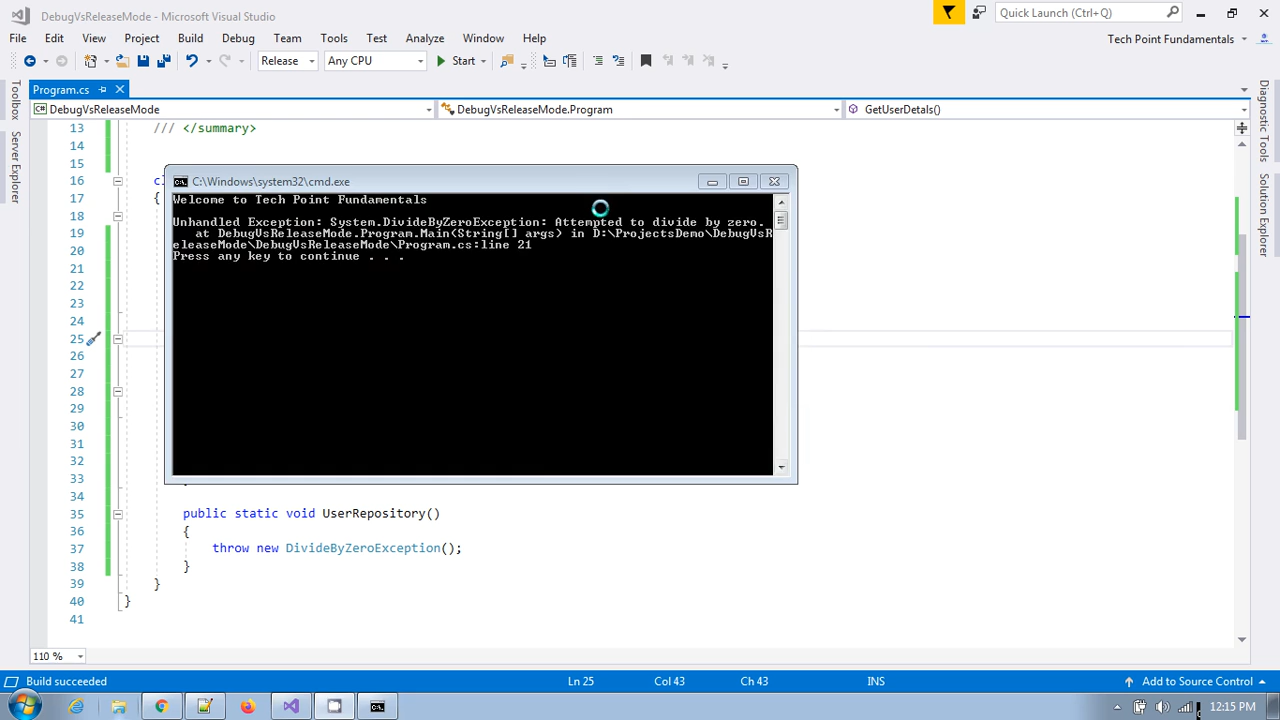 DebugVsReleaseMode - Microsoft Visual Studio
Quick Launch (Ctrl+Q)
File Edit View Project Build Debug Team Tools Test Analyze Window Help
Tech Point Fundamentals
Release Any CPU Start
Program.cs
DebugVsReleaseMode DebugVsReleaseMode.Program GetUserDetals()
Toolbox
Server Explorer
Diagnostic Tools
Solution Explorer
13 /// </summary>
14
15
16 cl
17 {
18
20
21
22
23
24
25
26
27
28
29
30
31
32
33
34
35 public static void UserRepository()
36 {
37 throw new DivideByZeroException();
38 }
39 }
40 }
41
C:\Windows\system32\cmd.exe
Welcome to Tech Point Fundamentals
Unhandled Exception: System.DivideByZeroException: Attempted to divide by zero.
at DebugVsReleaseMode.Program.Main(String[] args) in D:\ProjectsDemo\DebugVsR
eleaseMode\DebugVsReleaseMode\Program.cs:line 21
Press any key to continue . . .
110 %
Build succeeded Ln 25 Col 43 Ch 43 INS Add to Source Control
12:15 PM